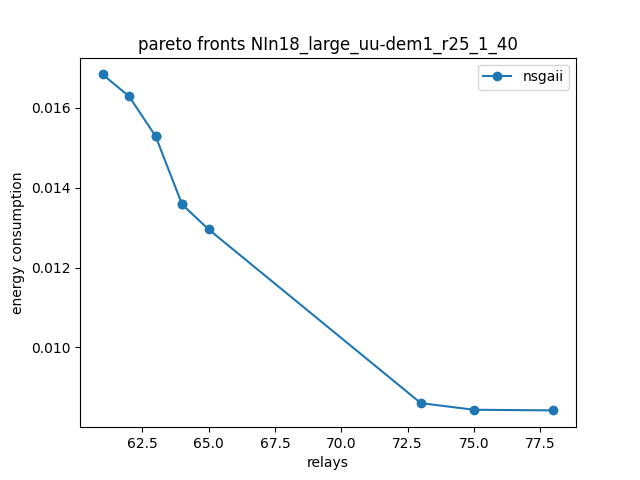 pareto fronts NIn18_large_uu-dem1_r25_1_40
nsgaii
0.016
0.014
0.012
0.010
energy consumption
62.5 65.0 67.5 70.0 72.5 75.0 77.5
relays